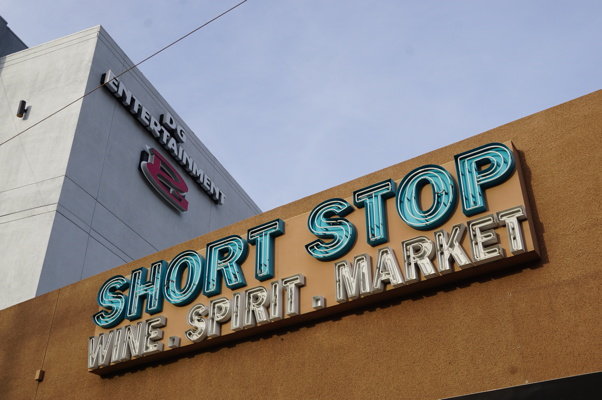 DG
ENTERTAINMENT
e
SHORT STOP
WINE. SPIRIT. MARKET